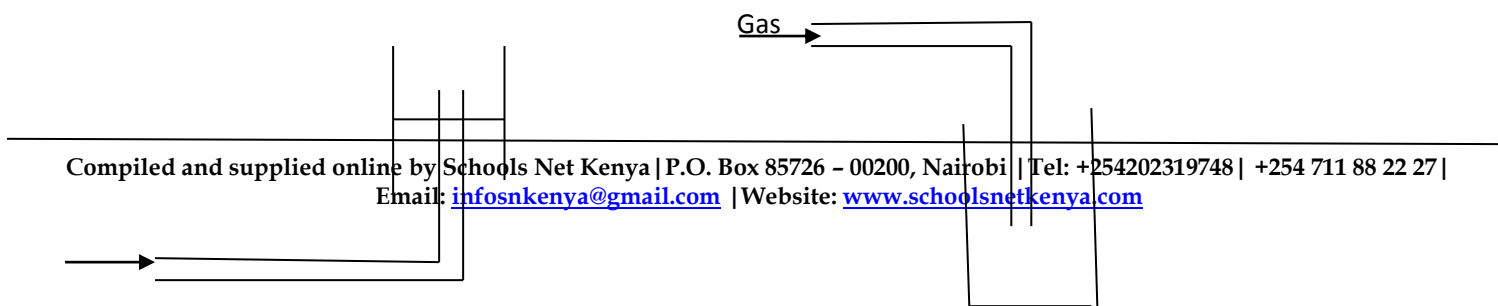 Gas
Compiled and supplied online by Schools Net Kenya|P.O. Box 85726 – 00200, Nairobi |Tel: +254202319748| +254 711 88 22 27|
Email: infosnkenya@gmail.com |Website: www.schoolsnetkenya.com